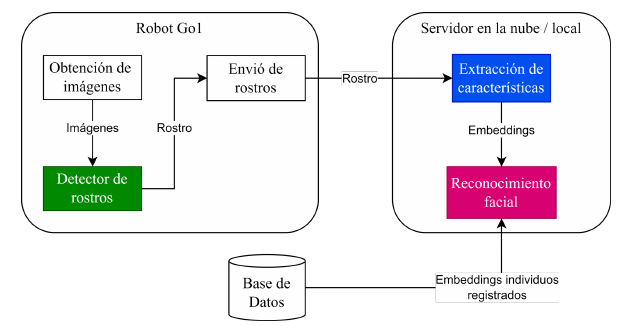 Robot Go1
Servidor en la nube / local
Obtención de
imágenes
Envió de
rostros
Rostro
Extracción de
características
Imágenes
Rostro
Embeddings
Detector de
rostros
Reconocimiento
facial
Base de
Datos
Embeddings individuos
registrados